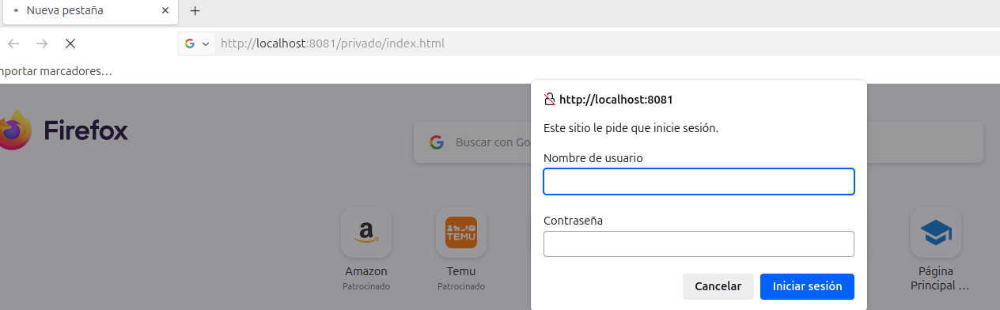 Nueva pestaña
http://localhost:8081/privado/index.html
mportar marcadores…
http://localhost:8081
Este sitio le pide que inicie sesión.
Firefox
Buscar con Go
Nombre de usuario
Contraseña
a
TEMU
Amazon
Patrocinado
Temu
Patrocinado
Página
Principal ...
Cancelar
Iniciar sesión